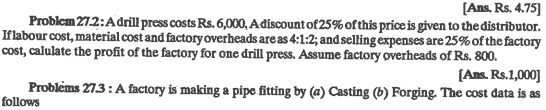 [Ans. Rs. 4.75]
Problem 27.2 : A drill press costs Rs. 6,000, A discount of 25% of this price is given to the distributor.
If labour cost, material cost and factory overheads are as 4:1:2; and selling expenses are 25% of the factory
cost, calulate the profit of the factory for one drill press. Assume factory overheads of Rs. 800.
[Ans. Rs.1,000]
Problems 27.3 : A factory is making a pipe fitting by (a) Casting (b) Forging. The cost data is as
follows